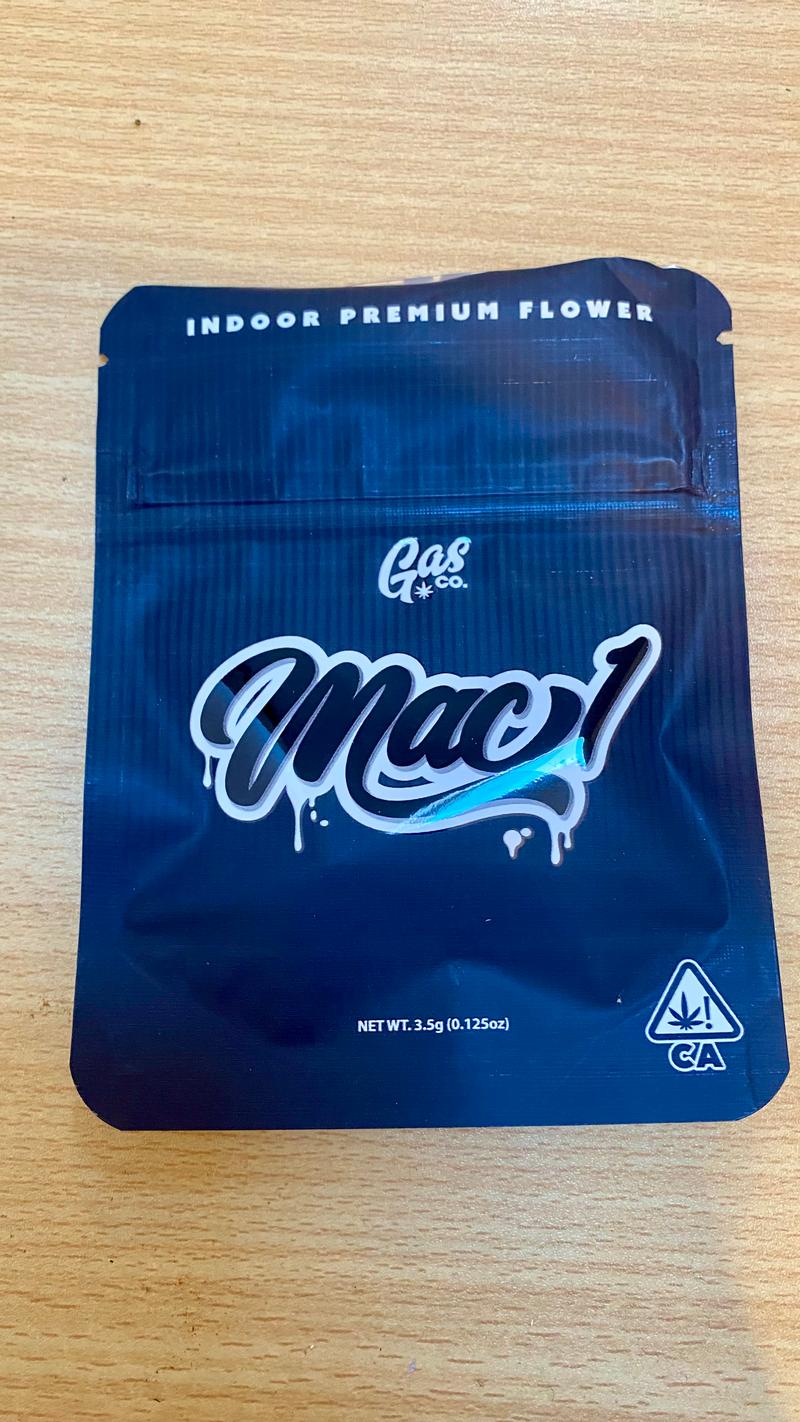 INDOOR PREMIUM FLOWER
Gas
CO.
Mac 1
NET WT. 3.5g (0.125oz)
!
CA